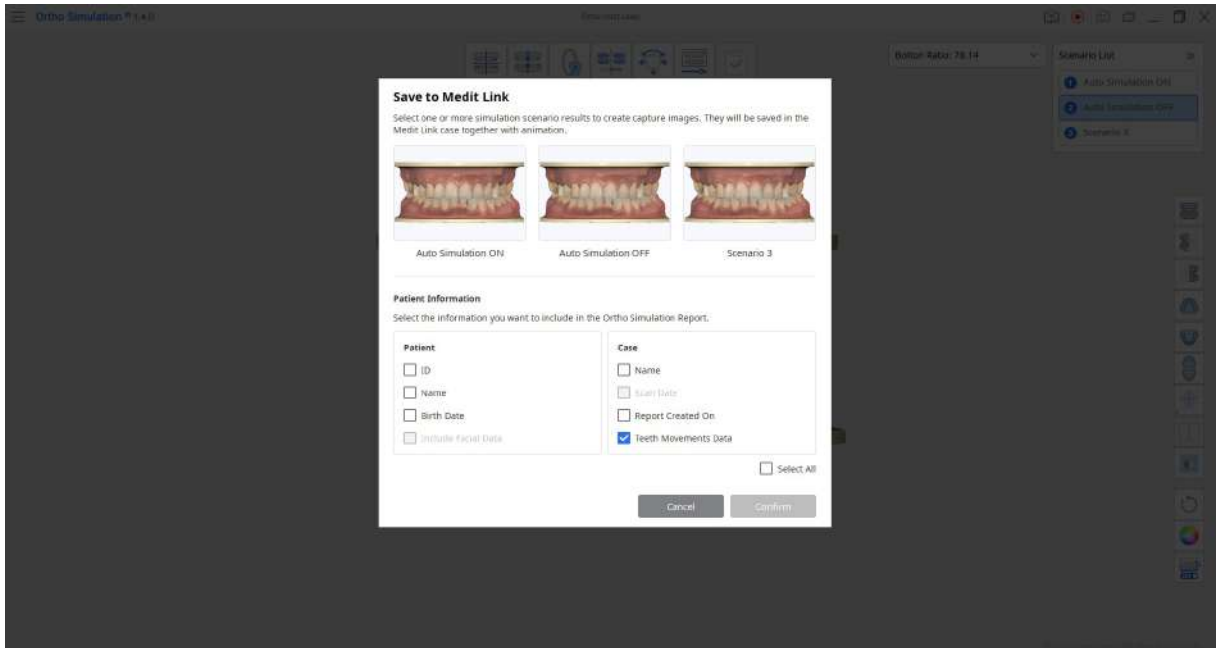 Ortho Simulation
Bolton Ratio: 78.14
Scenario List
1 Auto Simulation ON
2 Auto Simulation OFF
3 Scenario 3
Save to Medit Link
Select one or more simulation scenario results to create capture images. They will be saved in the
Medit Link case together with animation.
Auto Simulation ON
Auto Simulation OFF
Scenario 3
Patient Information
Select the information you want to include in the Ortho Simulation Report.
Patient
ID
Name
Birth Date
Include Facial Data
Case
Name
Scan Date
Report Created On
Teeth Movements Data
Select All
Cancel
Confirm